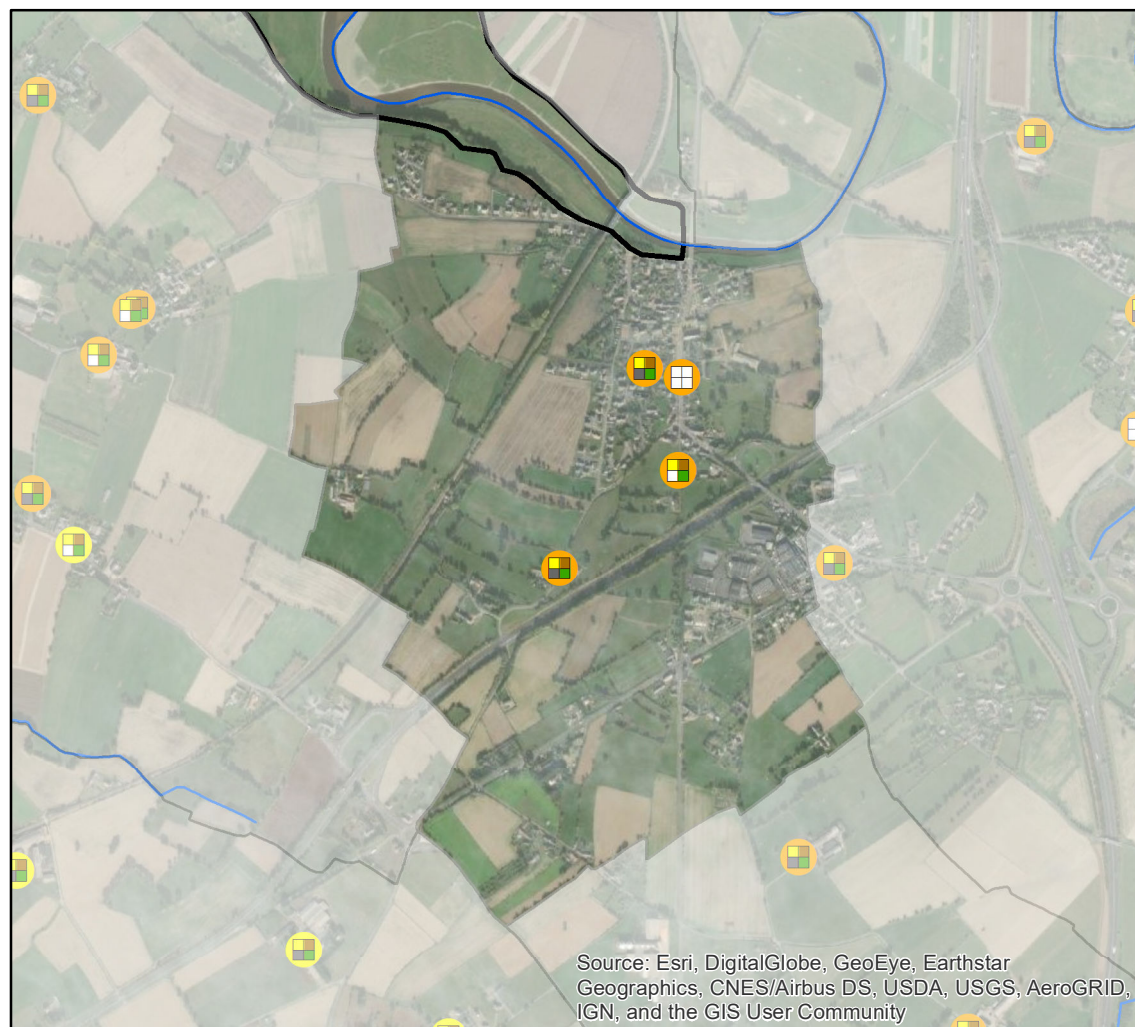 Source: Esri, DigitalGlobe, GeoEye, Earthstar
Geographics, CNES/Airbus DS, USDA, USGS, AeroGRID,
IGN, and the GIS User Community